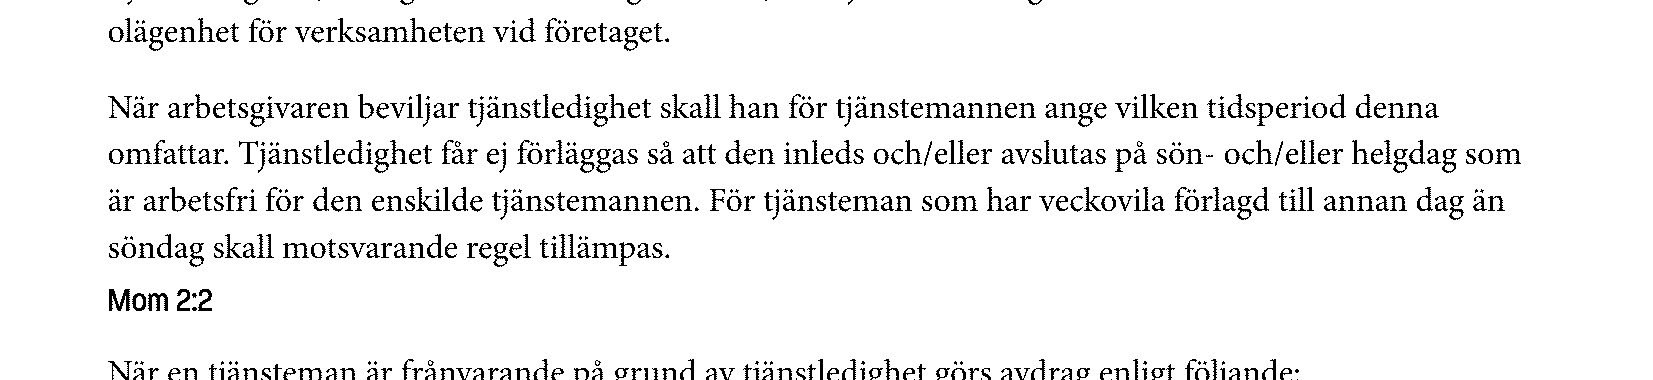 olägenhet för verksamheten vid företaget.
När arbetsgivaren beviljar tjänstledighet skall han för tjänstemannen ange vilken tidsperiod denna
omfattar. Tjänstledighet får ej förläggas så att den inleds och/eller avslutas på sön- och/eller helgdag som
är arbetsfri för den enskilde tjänstemannen. För tjänsteman som har veckovila förlagd till annan dag än
söndag skall motsvarande regel tillämpas.
Mom 2:2
När en tjänsteman är frånvarande på grund av tjänstledighet görs avdrag enligt följande: